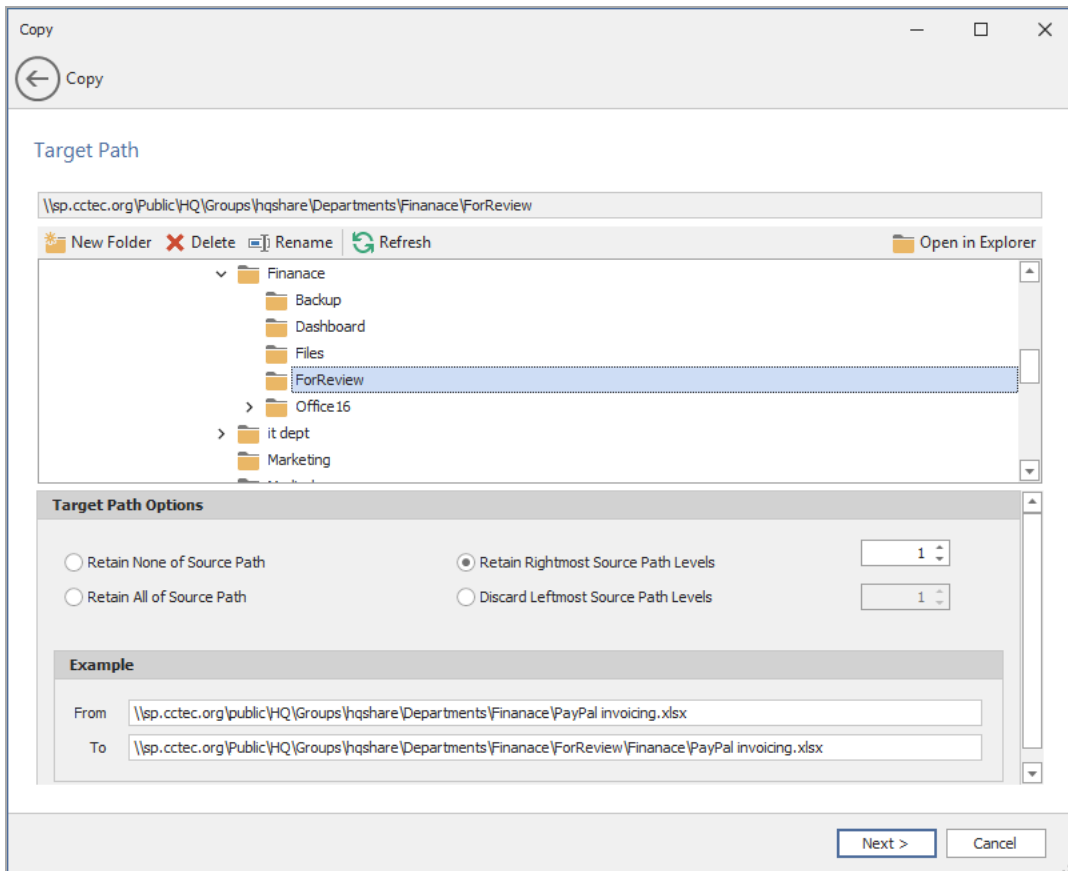 Copy
Copy
Target Path
\\sp.cctec.org\Public\HQ\Groups\hqshare\Departments\Finanace\ForReview
New Folder Delete Rename Refresh Open in Explorer
Finanace
Backup
Dashboard
Files
ForReview
Office16
it dept
Marketing
Target Path Options
Retain None of Source Path Retain Rightmost Source Path Levels 1
Retain All of Source Path Discard Leftmost Source Path Levels 1
Example
From \\sp.cctec.org\public\HQ\Groups\hqshare\Departments\Finanace\PayPal invoicing.xlsx
To \\sp.cctec.org\Public\HQ\Groups\hqshare\Departments\Finanace\ForReview\Finanace\PayPal invoicing.xlsx
Next > Cancel